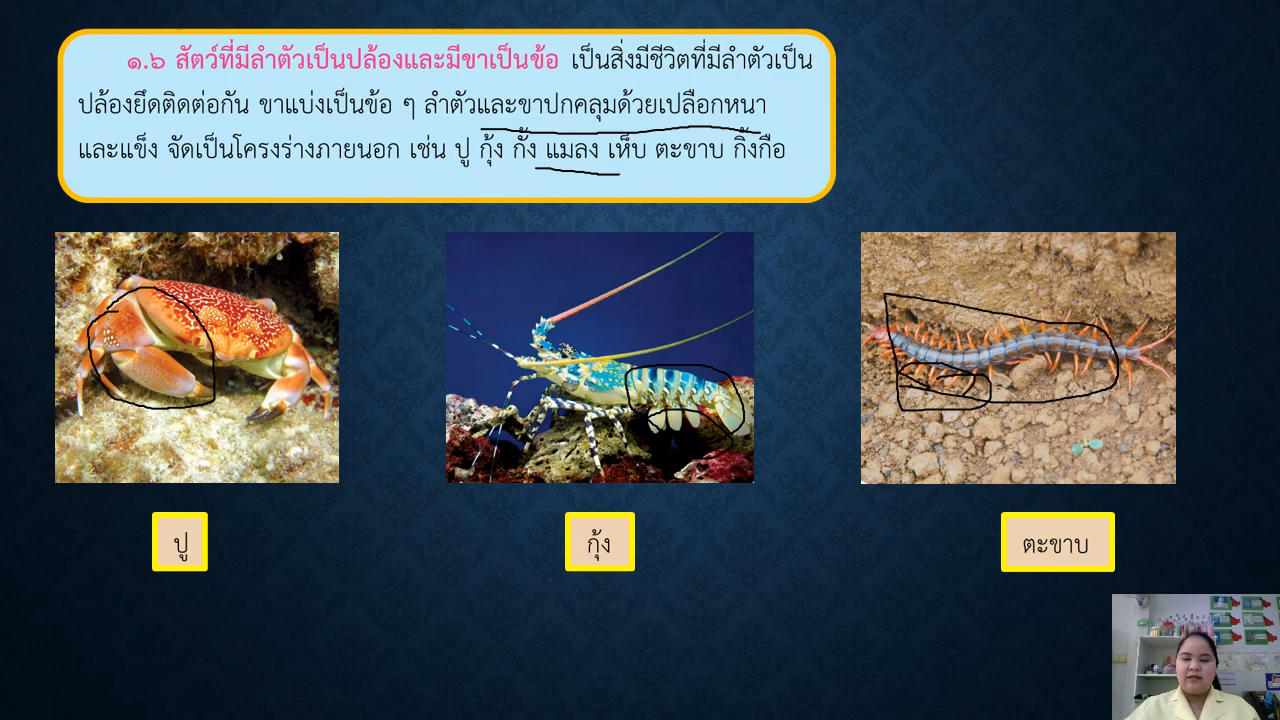 ๑.๖ สัตว์ที่มีลำตัวเป็นปล้องและมีขาเป็นข้อ เป็นสิ่งมีชีวิตที่มีลำตัวเป็น
ปล้องยึดติดต่อกัน ขาแบ่งเป็นข้อ ๆ ลำตัวและขาปกคลุมด้วยเปลือกหนา
และแข็ง จัดเป็นโครงร่างภายนอก เช่น ปู กุ้ง กั้ง แมลง เห็บ ตะขาบ กิ้งกือ
ปู
กุ้ง
ตะขาบ